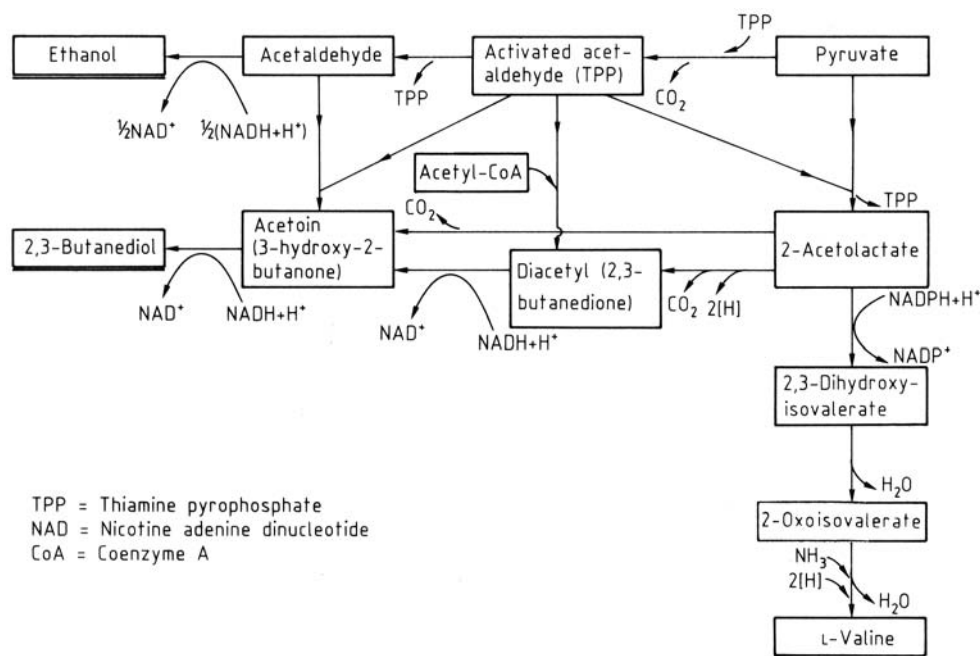 TPP
Ethanol
Acetaldehyde
Activated acet-
aldehyde (TPP)
Pyruvate
TPP
CO₂
½NAD⁺
½(NADH+H⁺)
Acetyl-CoA
TPP
CO₂
Acetoin
(3-hydroxy-2-
butanone)
2-Acetolactate
2,3-Butanediol
Diacetyl (2,3-
butanedione)
CO₂ 2[H]
NADPH+H⁺
NAD⁺
NADH+H⁺
NAD⁺
NADH+H⁺
NADP⁺
2,3-Dihydroxy-
isovalerate
H₂O
TPP = Thiamine pyrophosphate
NAD = Nicotine adenine dinucleotide
CoA = Coenzyme A
2-Oxoisovalerate
NH₃
2[H]
H₂O
L-Valine